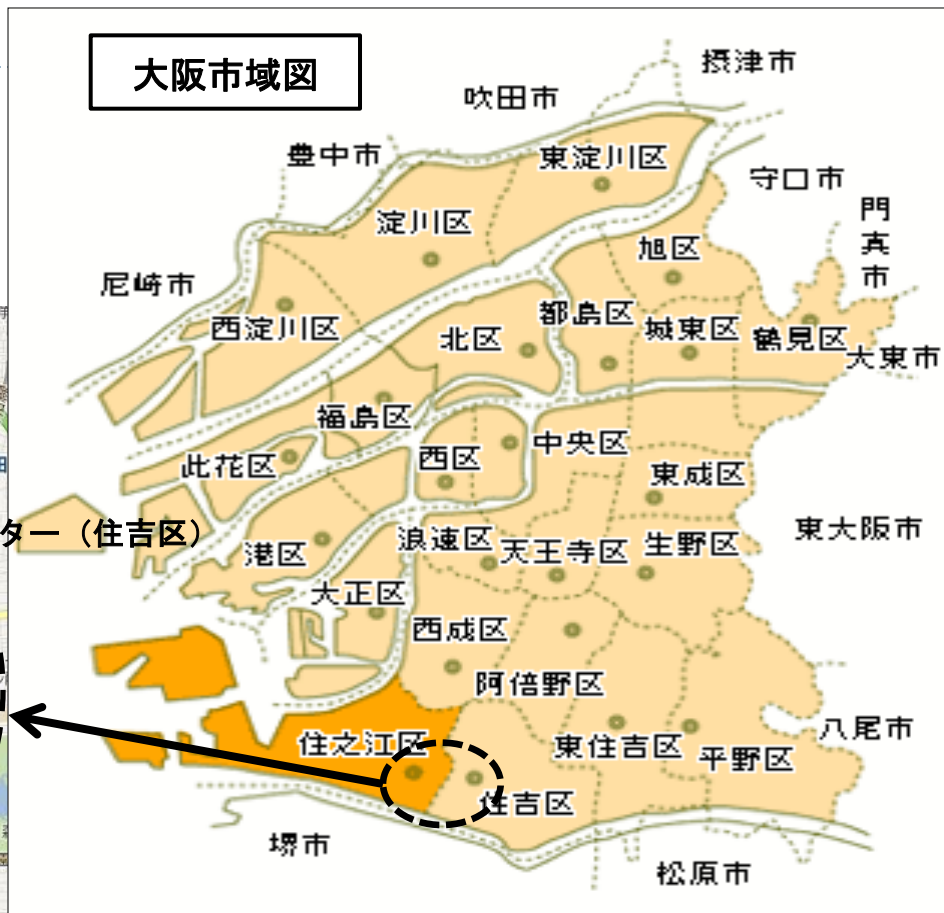 大阪市域図
摂津市
吹田市
豊中市
東淀川区
守口市
淀川区
門真市
旭区
尼崎市
西淀川区
都島区
北区
城東区
鶴見区
大東市
福島区
中央区
西区
此花区
東成区
ター（住吉区）
浪速区
天王寺区
生野区
東大阪市
港区
大正区
西成区
阿倍野区
住之江区
東住吉区
平野区
八尾市
住吉区
堺市
松原市